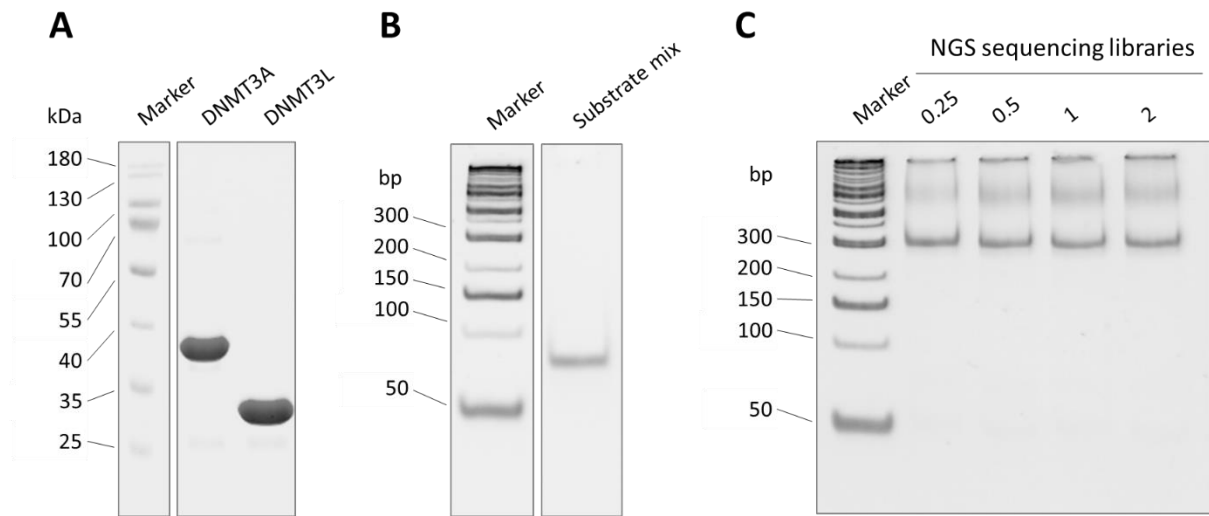 A
Marker
DNMT3A
DNMT3L
kDa
180
130
100
70
55
40
35
25
B
Marker
Substrate mix
bp
300
200
150
100
50
C
NGS sequencing libraries
Marker
0.25
0.5
1
2
bp
300
200
150
100
50